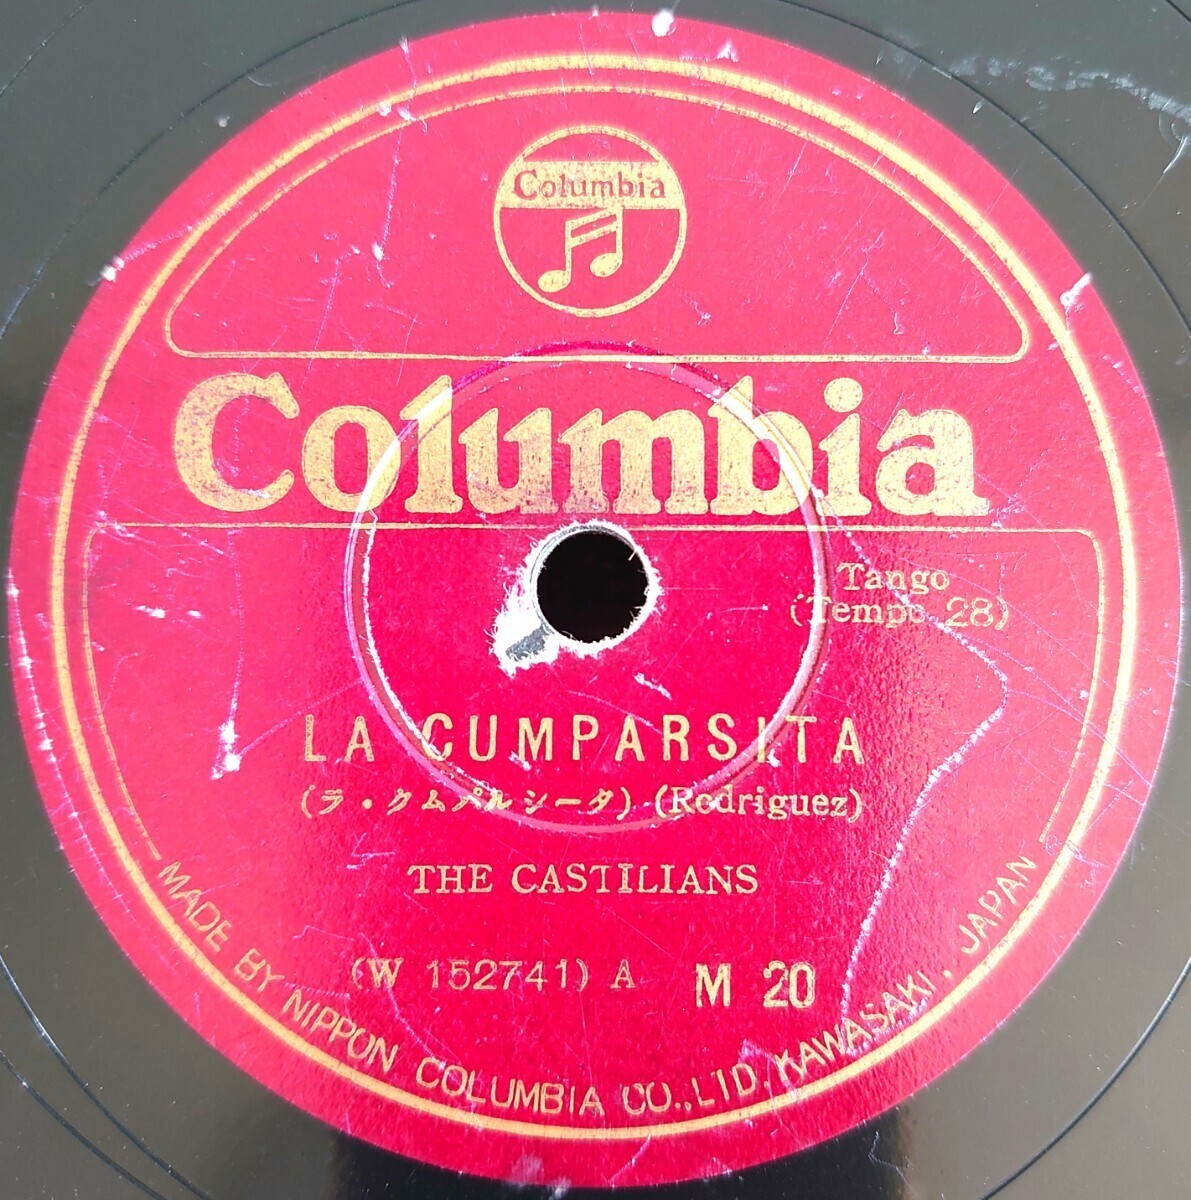 Columbia
Columbia
Tango
(Tempo 28)
LA CUMPARSITA
(ラ・クムパルシータ) (Rodriguez)
THE CASTILIANS
(W 152741) A M 20
MADE BY NIPPON COLUMBIA CO., LTD. KAWASAKI, JAPAN